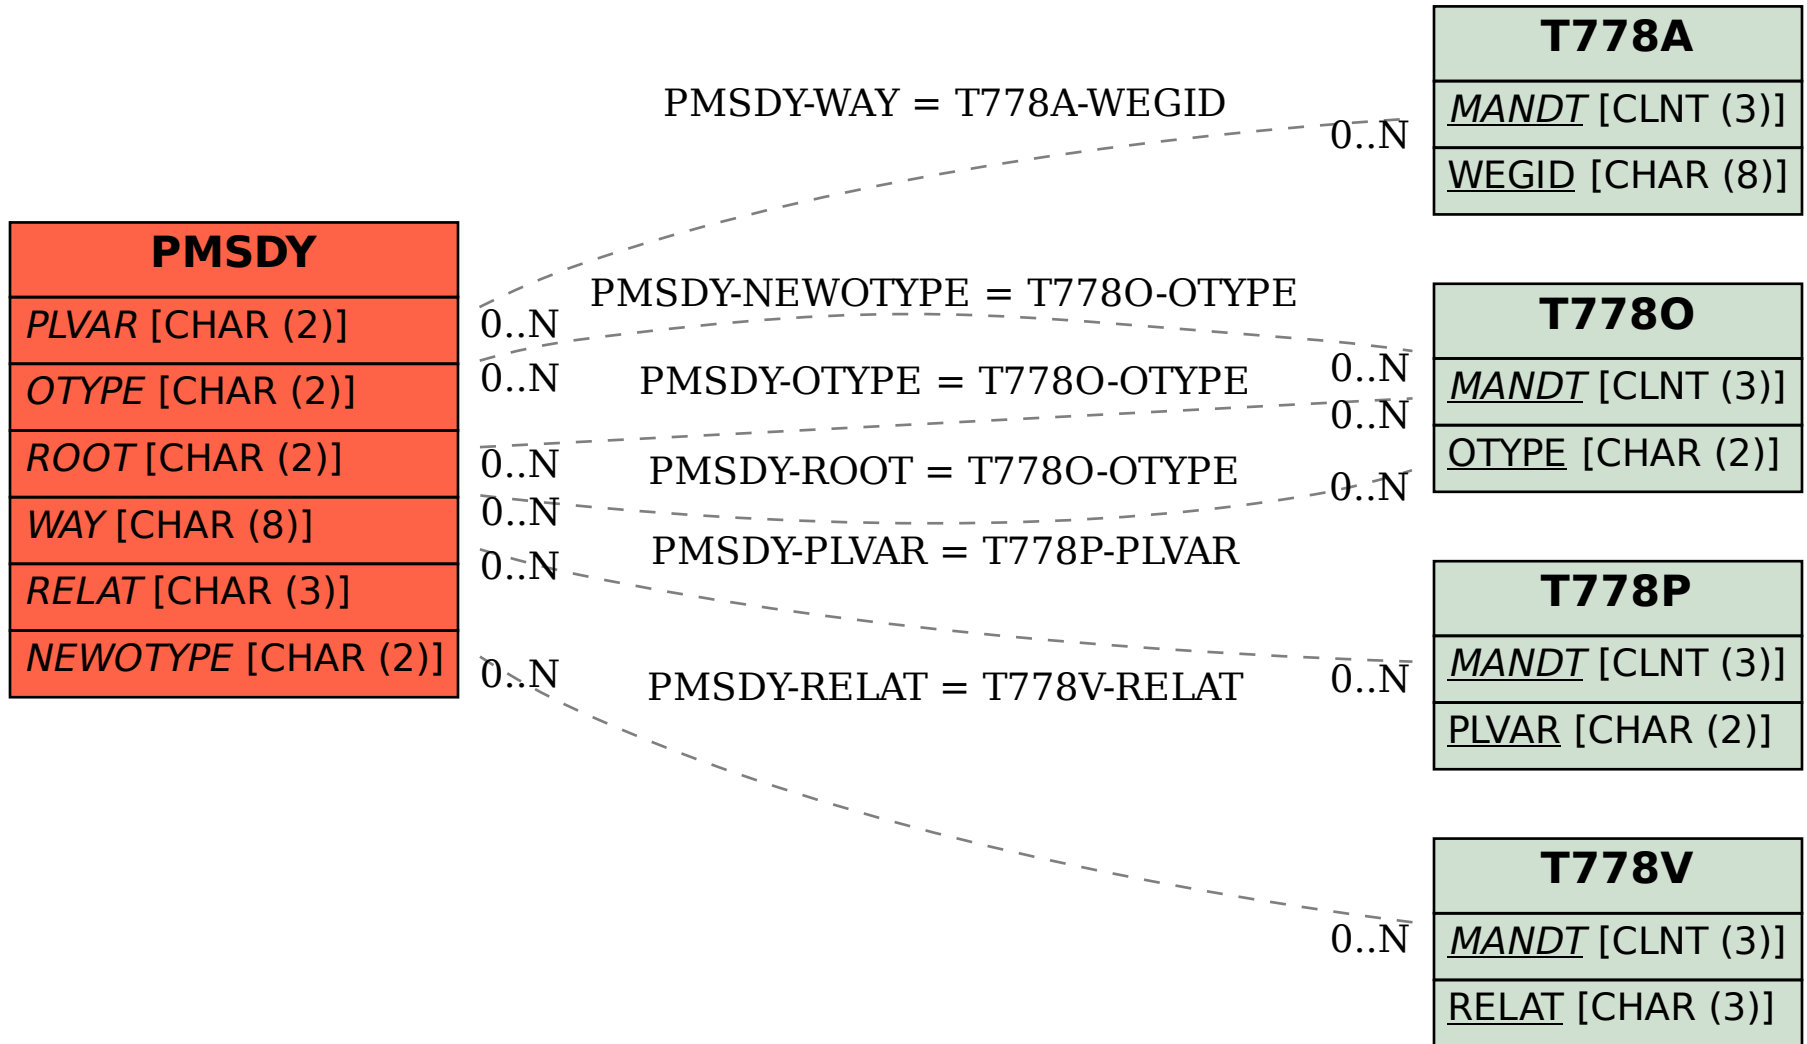 PMSDY
PLVAR [CHAR (2)]
OTYPE [CHAR (2)]
ROOT [CHAR (2)]
WAY [CHAR (8)]
RELAT [CHAR (3)]
NEWOTYPE [CHAR (2)]
PMSDY-WAY = T778A-WEGID
0..N
0..N
PMSDY-NEWOTYPE = T778O-OTYPE
0..N
0..N
PMSDY-OTYPE = T778O-OTYPE
0..N
0..N
PMSDY-ROOT = T778O-OTYPE
0..N
0..N
PMSDY-PLVAR = T778P-PLVAR
0..N
0..N
PMSDY-RELAT = T778V-RELAT
0..N
0..N
T778A
MANDT [CLNT (3)]
WEGID [CHAR (8)]
T778O
MANDT [CLNT (3)]
OTYPE [CHAR (2)]
T778P
MANDT [CLNT (3)]
PLVAR [CHAR (2)]
T778V
MANDT [CLNT (3)]
RELAT [CHAR (3)]